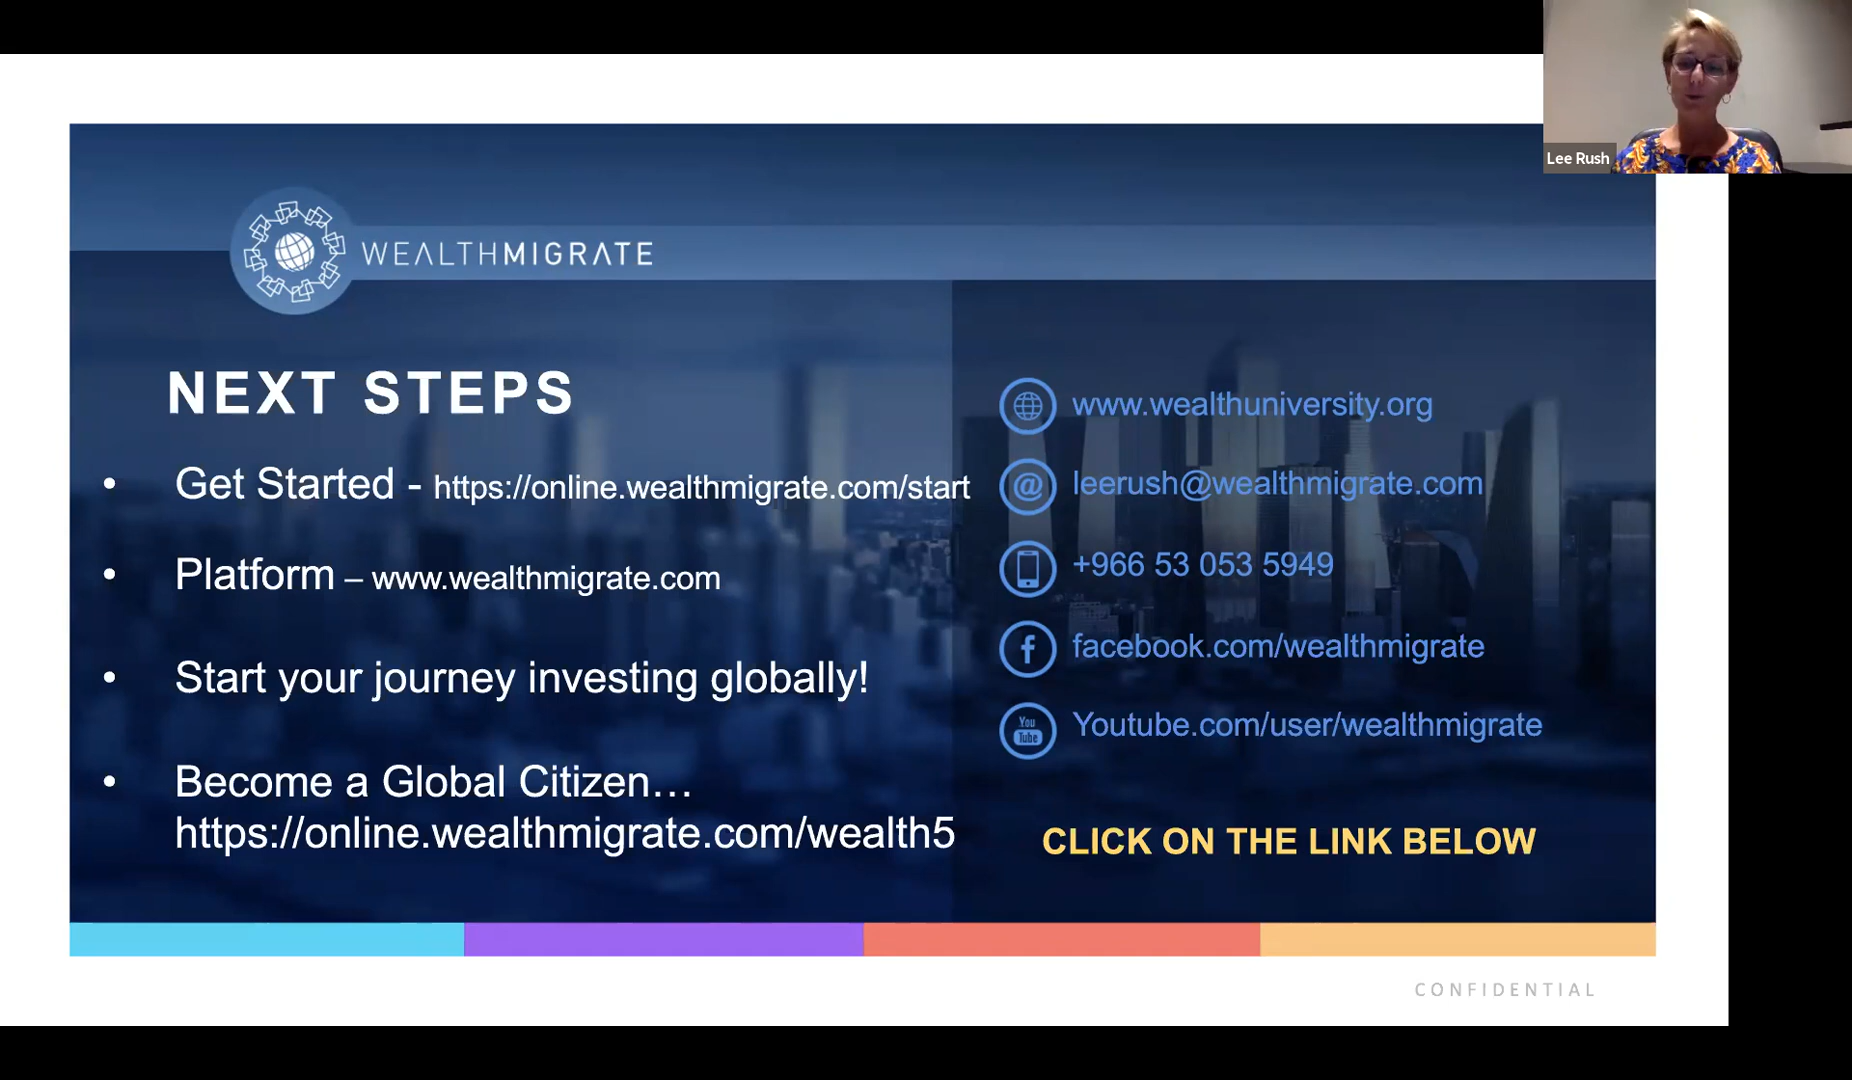 Lee Rush
WEALTHMIGRATE
NEXT STEPS
• Get Started - https://online.wealthmigrate.com/start
• Platform – www.wealthmigrate.com
• Start your journey investing globally!
• Become a Global Citizen…
https://online.wealthmigrate.com/wealth5
www.wealthuniversity.org
@ leerush@wealthmigrate.com
+966 53 053 5949
f facebook.com/wealthmigrate
You
Tube
Youtube.com/user/wealthmigrate
CLICK ON THE LINK BELOW
CONFIDENTIAL